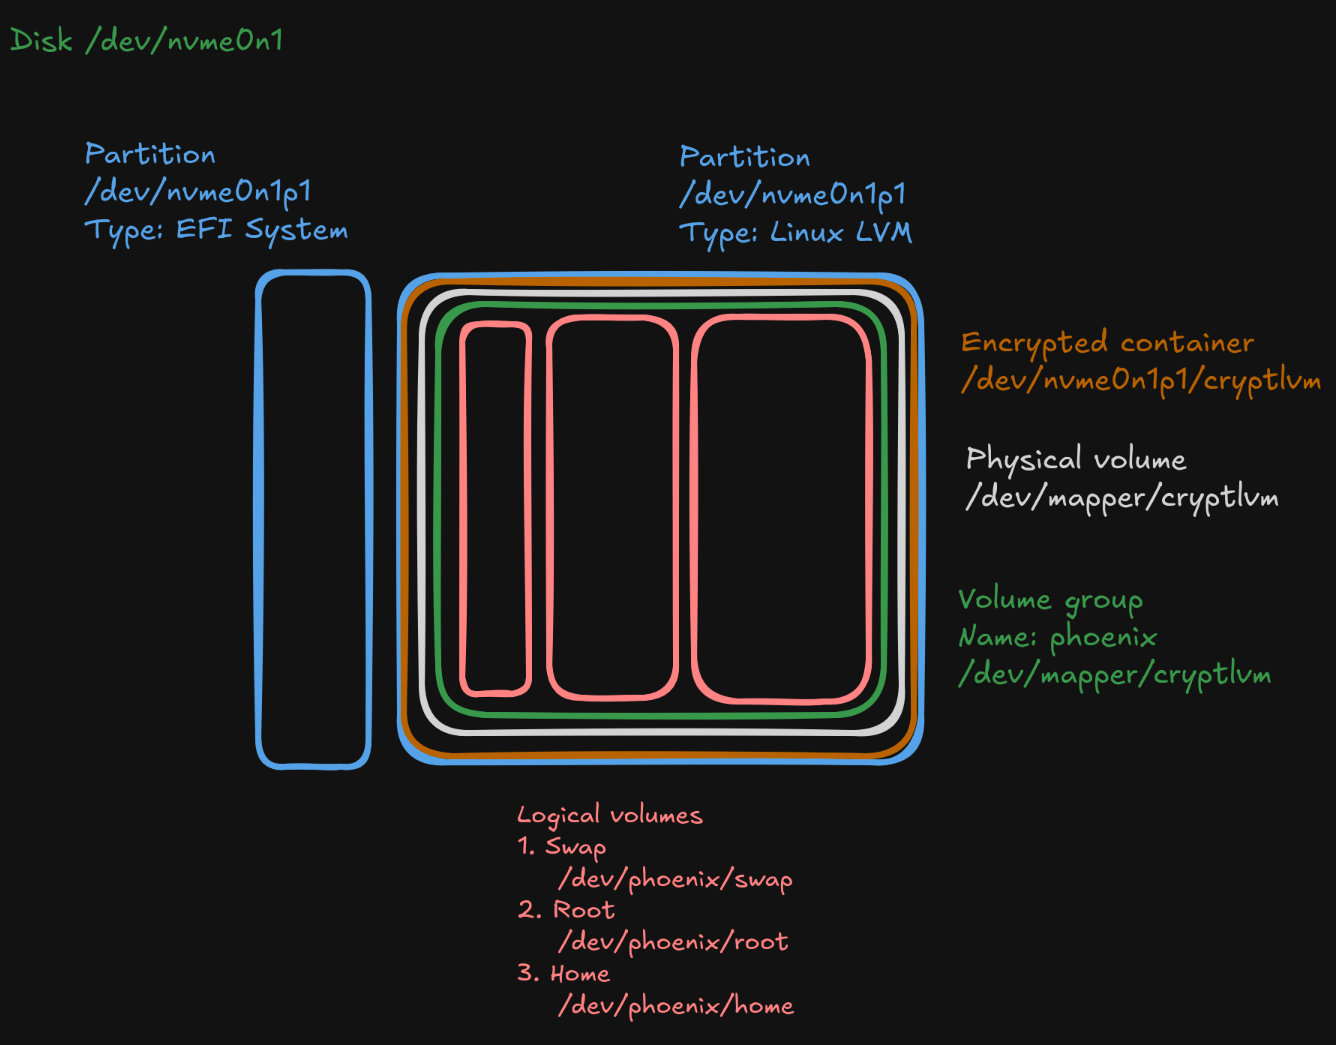 Disk /dev/nvme0n1
Partition
/dev/nvme0n1p1
Type: EFI System
Partition
/dev/nvme0n1p1
Type: Linux LVM
Encrypted container
/dev/nvme0n1p1/cryptlvm
Physical volume
/dev/mapper/cryptlvm
Volume group
Name: phoenix
/dev/mapper/cryptlvm
Logical volumes
1. Swap
/dev/phoenix/swap
2. Root
/dev/phoenix/root
3. Home
/dev/phoenix/home